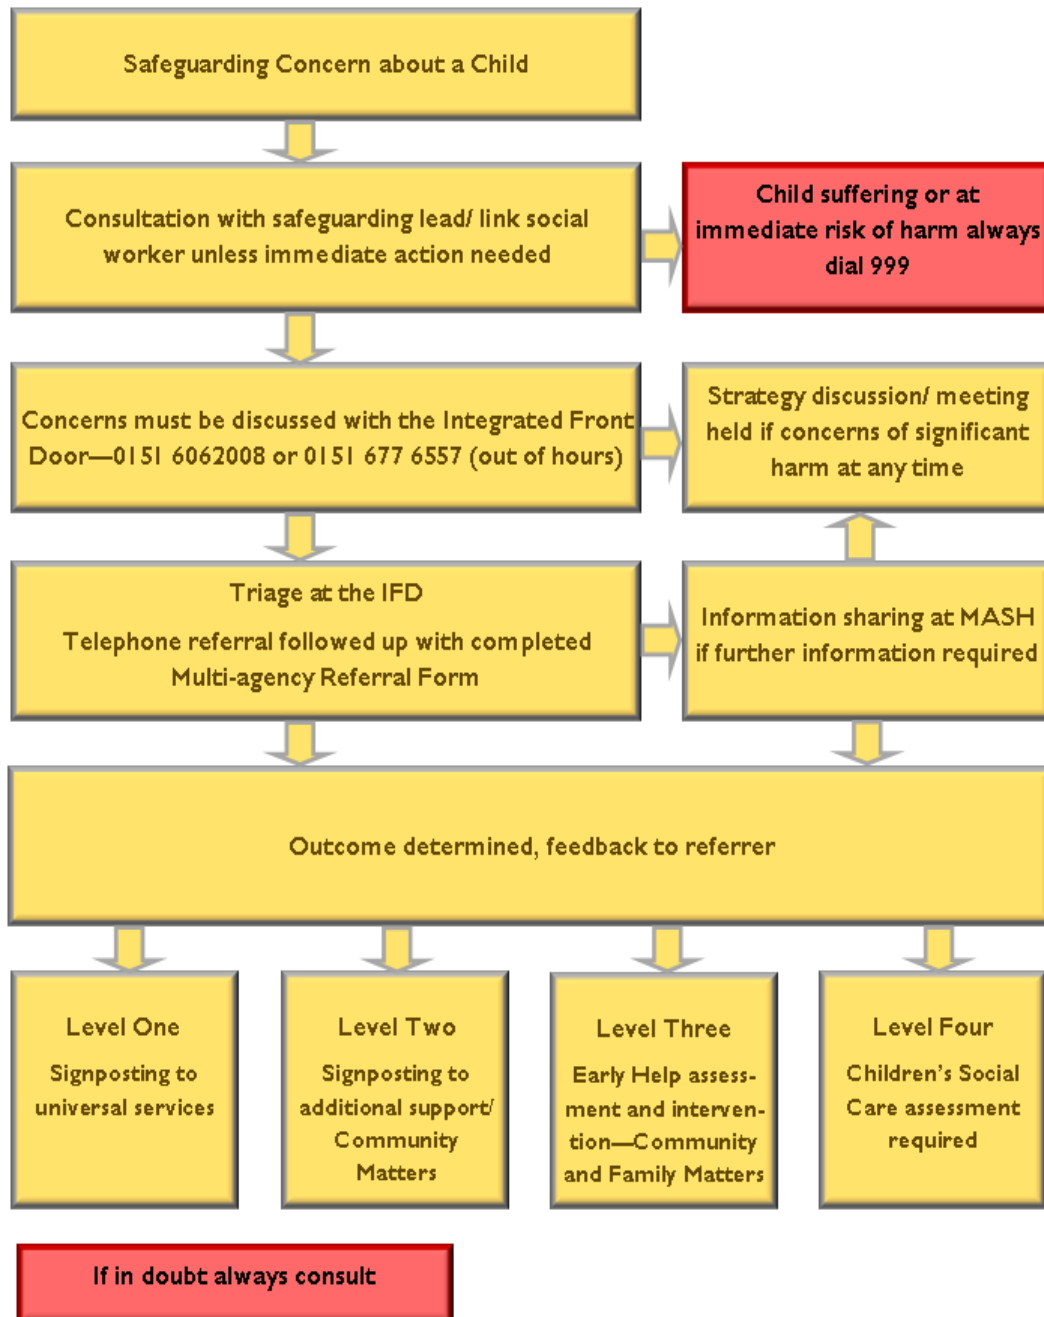 Safeguarding Concern about a Child
Consultation with safeguarding lead/ link social
worker unless immediate action needed
Child suffering or at
immediate risk of harm always
dial 999
Concerns must be discussed with the Integrated Front
Door—0151 6062008 or 0151 677 6557 (out of hours)
Strategy discussion/ meeting
held if concerns of significant
harm at any time
Triage at the IFD
Telephone referral followed up with completed
Multi-agency Referral Form
Information sharing at MASH
if further information required
Outcome determined, feedback to referrer
Level One
Signposting to
universal services
Level Two
Signposting to
additional support/
Community
Matters
Level Three
Early Help assess-
ment and interven-
tion—Community
and Family Matters
Level Four
Children’s Social
Care assessment
required
If in doubt always consult